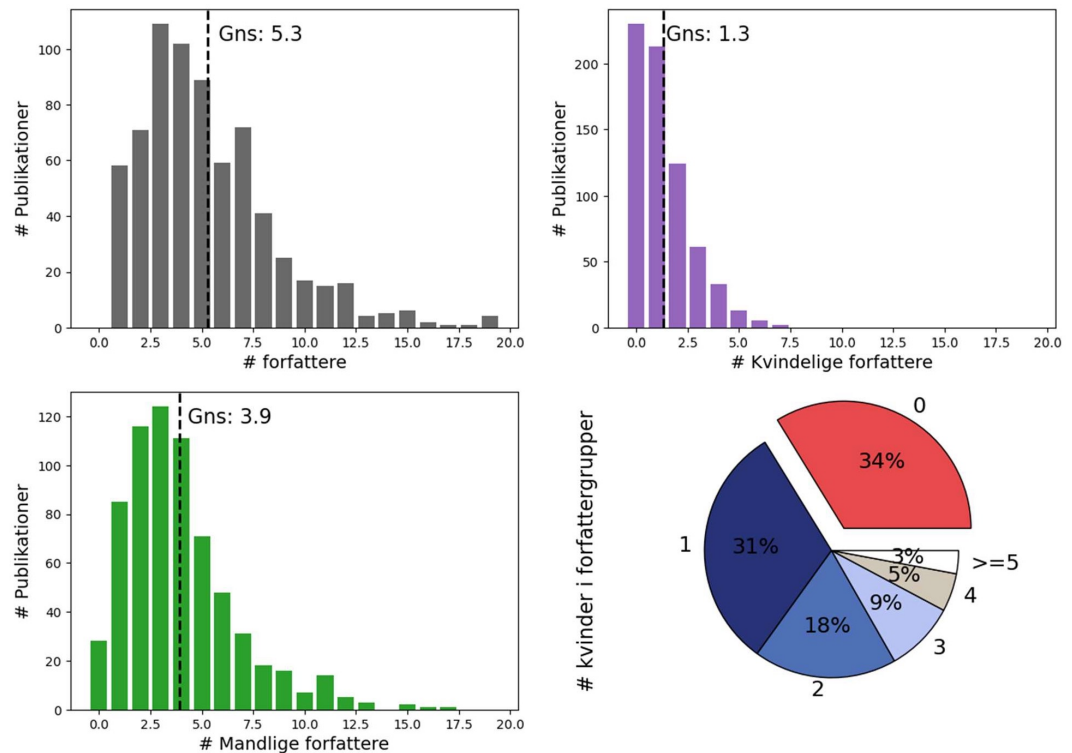 Gns: 5.3
# Publikationer
100
80
60
40
20
0
0.0 2.5 5.0 7.5 10.0 12.5 15.0 17.5 20.0
# forfattere
Gns: 1.3
# Publikationer
200
150
100
50
0
0.0 2.5 5.0 7.5 10.0 12.5 15.0 17.5 20.0
# Kvindelige forfattere
Gns: 3.9
# Publikationer
120
100
80
60
40
20
0
0.0 2.5 5.0 7.5 10.0 12.5 15.0 17.5 20.0
# Mandlige forfattere
# kvinder i forfattergrupper
0
34%
1
31%
2
18%
3
9%
4
5%
>=5
3%